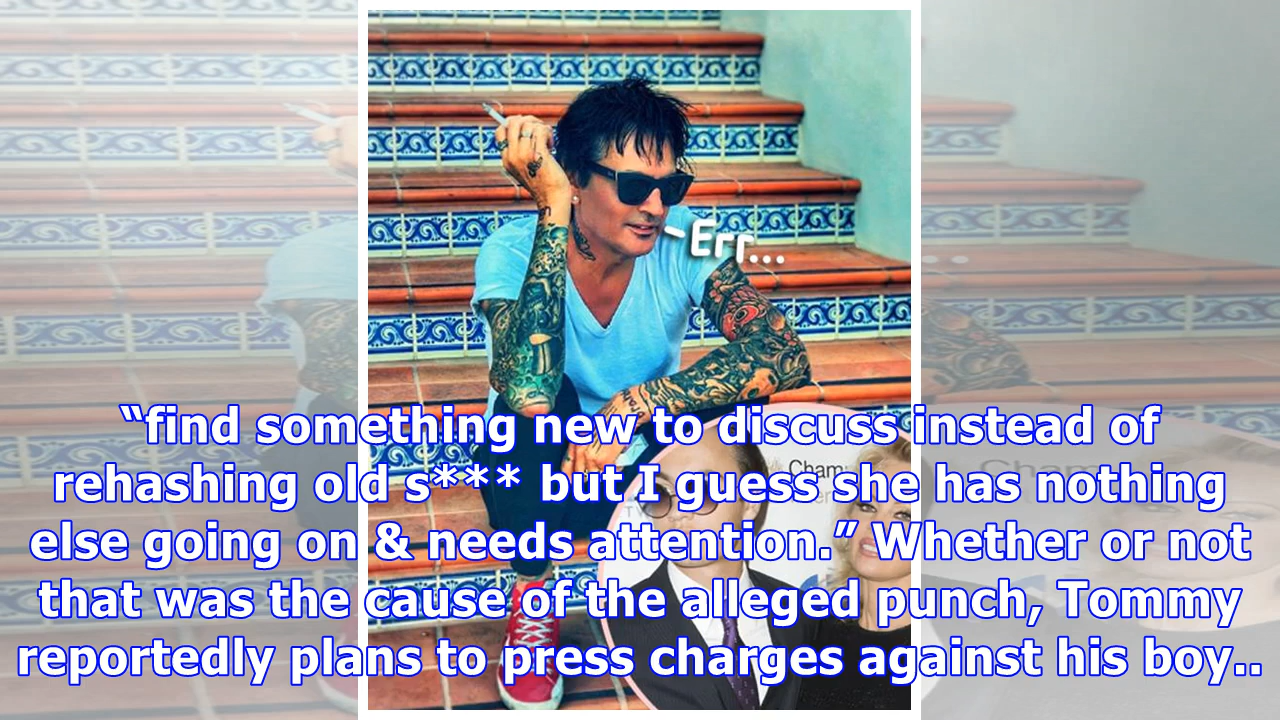 ~Err...
“find something new to discuss instead of
rehashing old s*** but I guess she has nothing
else going on & needs attention.” Whether or not
that was the cause of the alleged punch, Tommy
reportedly plans to press charges against his boy..
Cham